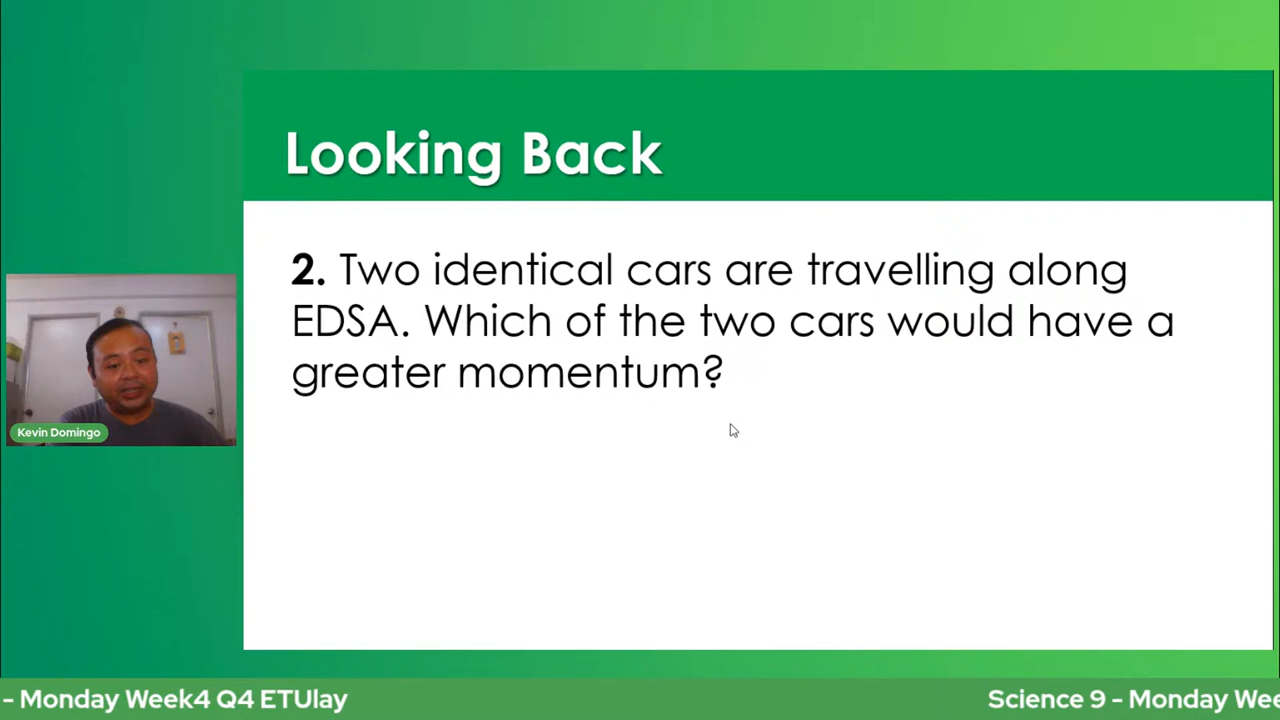 Looking Back
2. Two identical cars are travelling along
EDSA. Which of the two cars would have a
greater momentum?
Kevin Domingo
- Monday Week4 Q4 ETUlay
Science 9 - Monday Wee